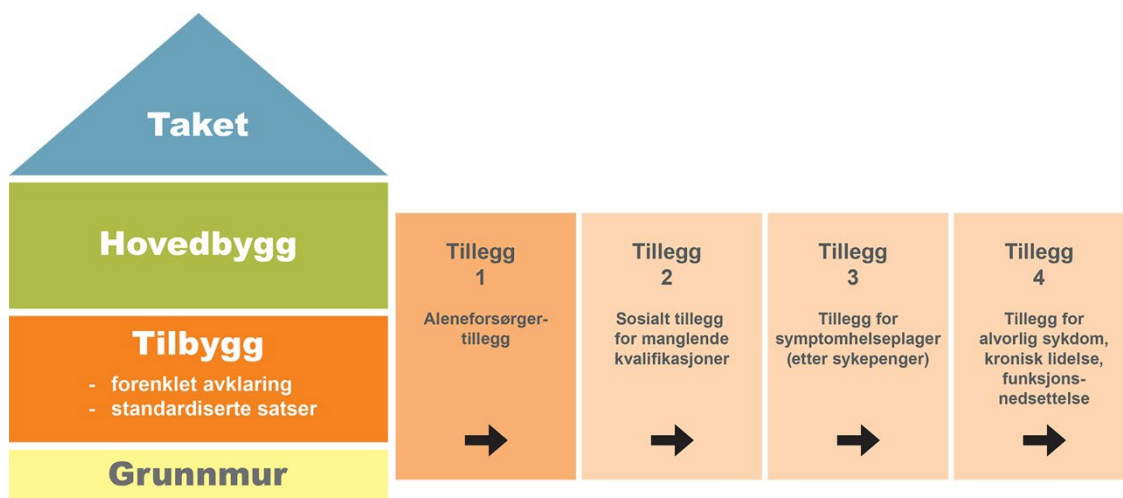 Taket
Hovedbygg
Tilbygg
- forenklet avklaring
- standardiserte satser
Grunnmur
Tillegg
1
Aleneforsørger-
tillegg
Tillegg
2
Sosialt tillegg
for manglende
kvalifikasjoner
Tillegg
3
Tillegg for
symptomhelseplager
(etter sykepenger)
Tillegg
4
Tillegg for
alvorlig sykdom,
kronisk lidelse,
funksjons-
nedsettelse